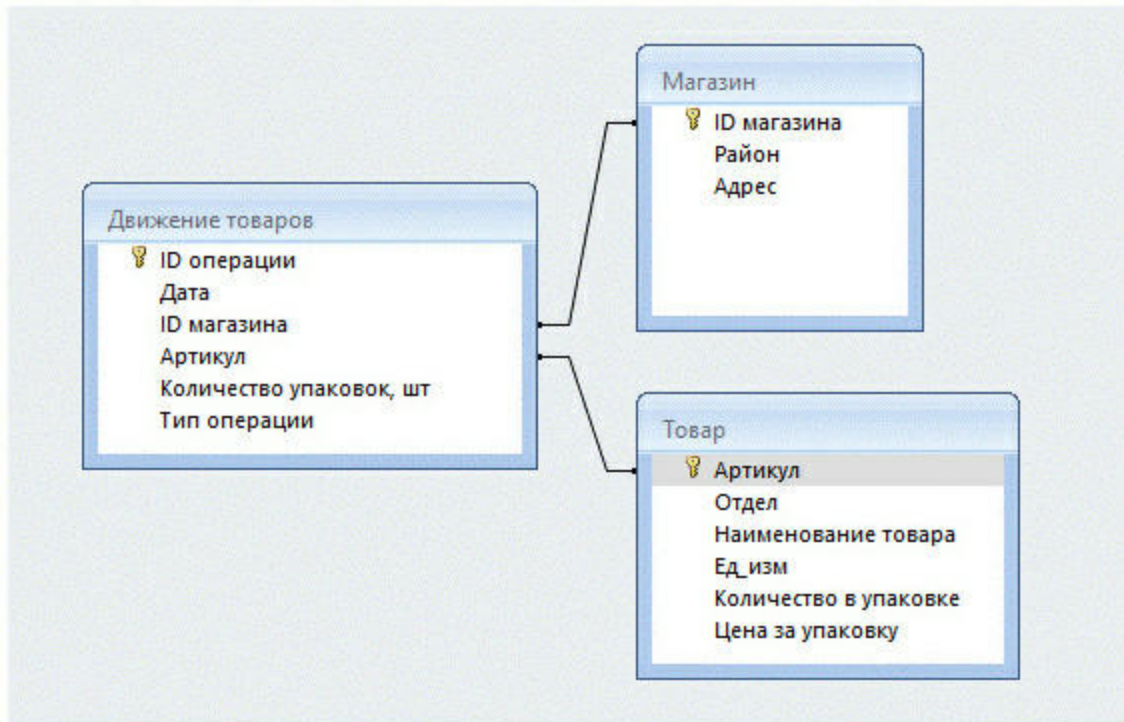 Магазин
ID магазина
Район
Адрес
Движение товаров
ID операции
Дата
ID магазина
Артикул
Количество упаковок, шт
Тип операции
Товар
Артикул
Отдел
Наименование товара
Ед_изм
Количество в упаковке
Цена за упаковку